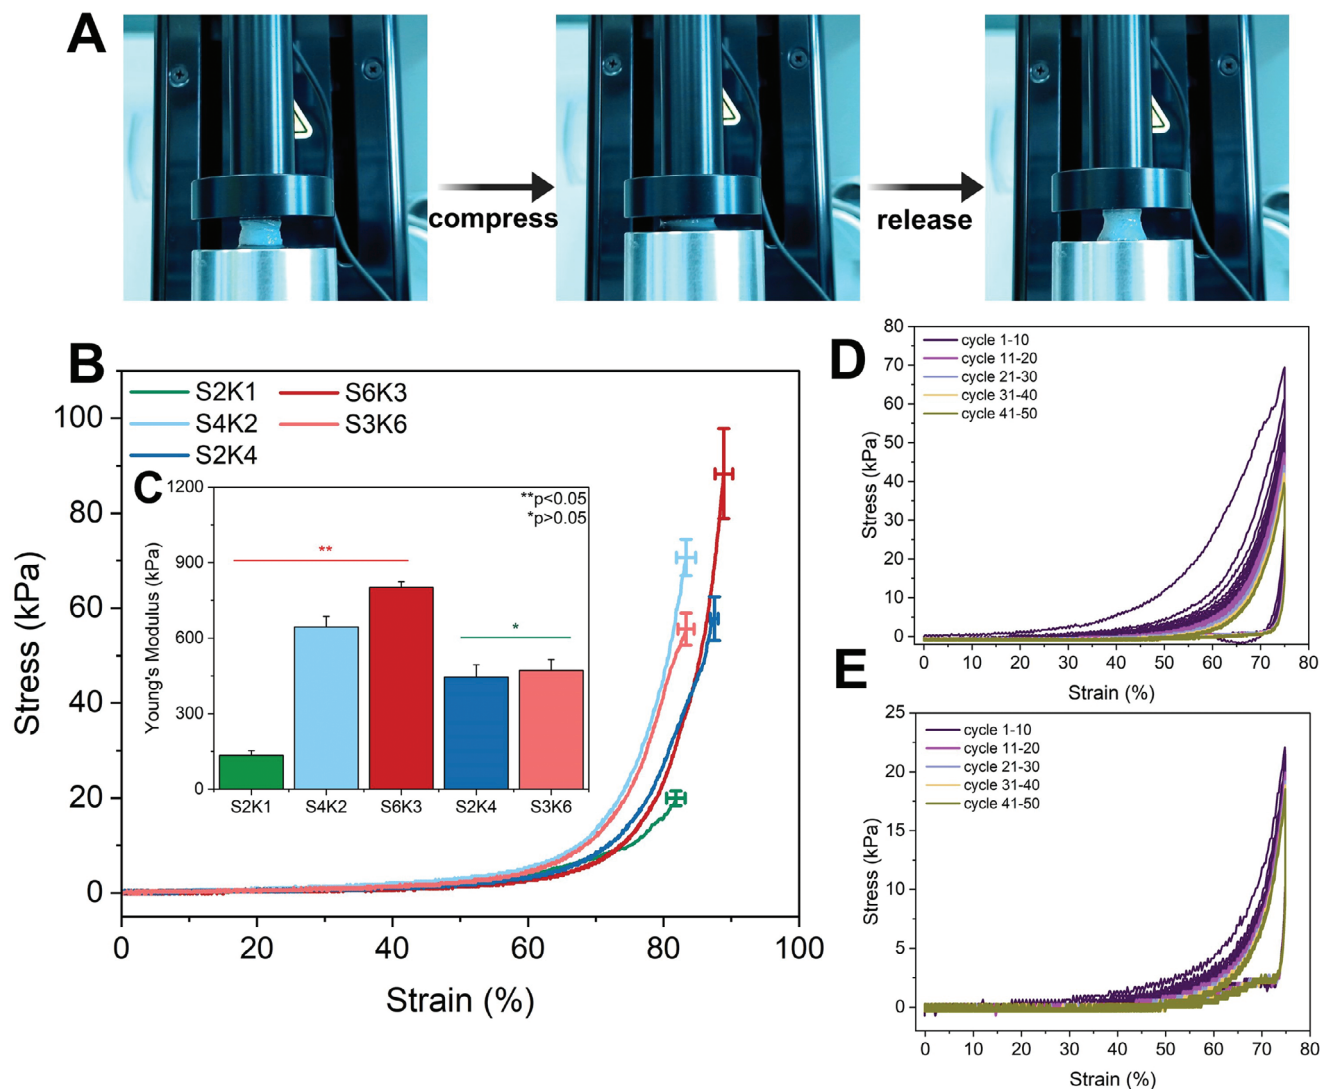 A
compress
release
B
S2K1
S6K3
S4K2
S3K6
S2K4
100
80
60
40
20
0
Stress (kPa)
0
20
40
60
80
100
Strain (%)
C
1200
900
600
300
0
Young's Modulus (kPa)
**p<0.05
*p>0.05
**
*
S2K1
S4K2
S6K3
S2K4
S3K6
D
80
70
60
50
40
30
20
10
0
Stress (kPa)
cycle 1-10
cycle 11-20
cycle 21-30
cycle 31-40
cycle 41-50
0
10
20
30
40
50
60
70
80
Strain (%)
E
25
20
15
10
5
0
Stress (kPa)
cycle 1-10
cycle 11-20
cycle 21-30
cycle 31-40
cycle 41-50
0
10
20
30
40
50
60
70
80
Strain (%)